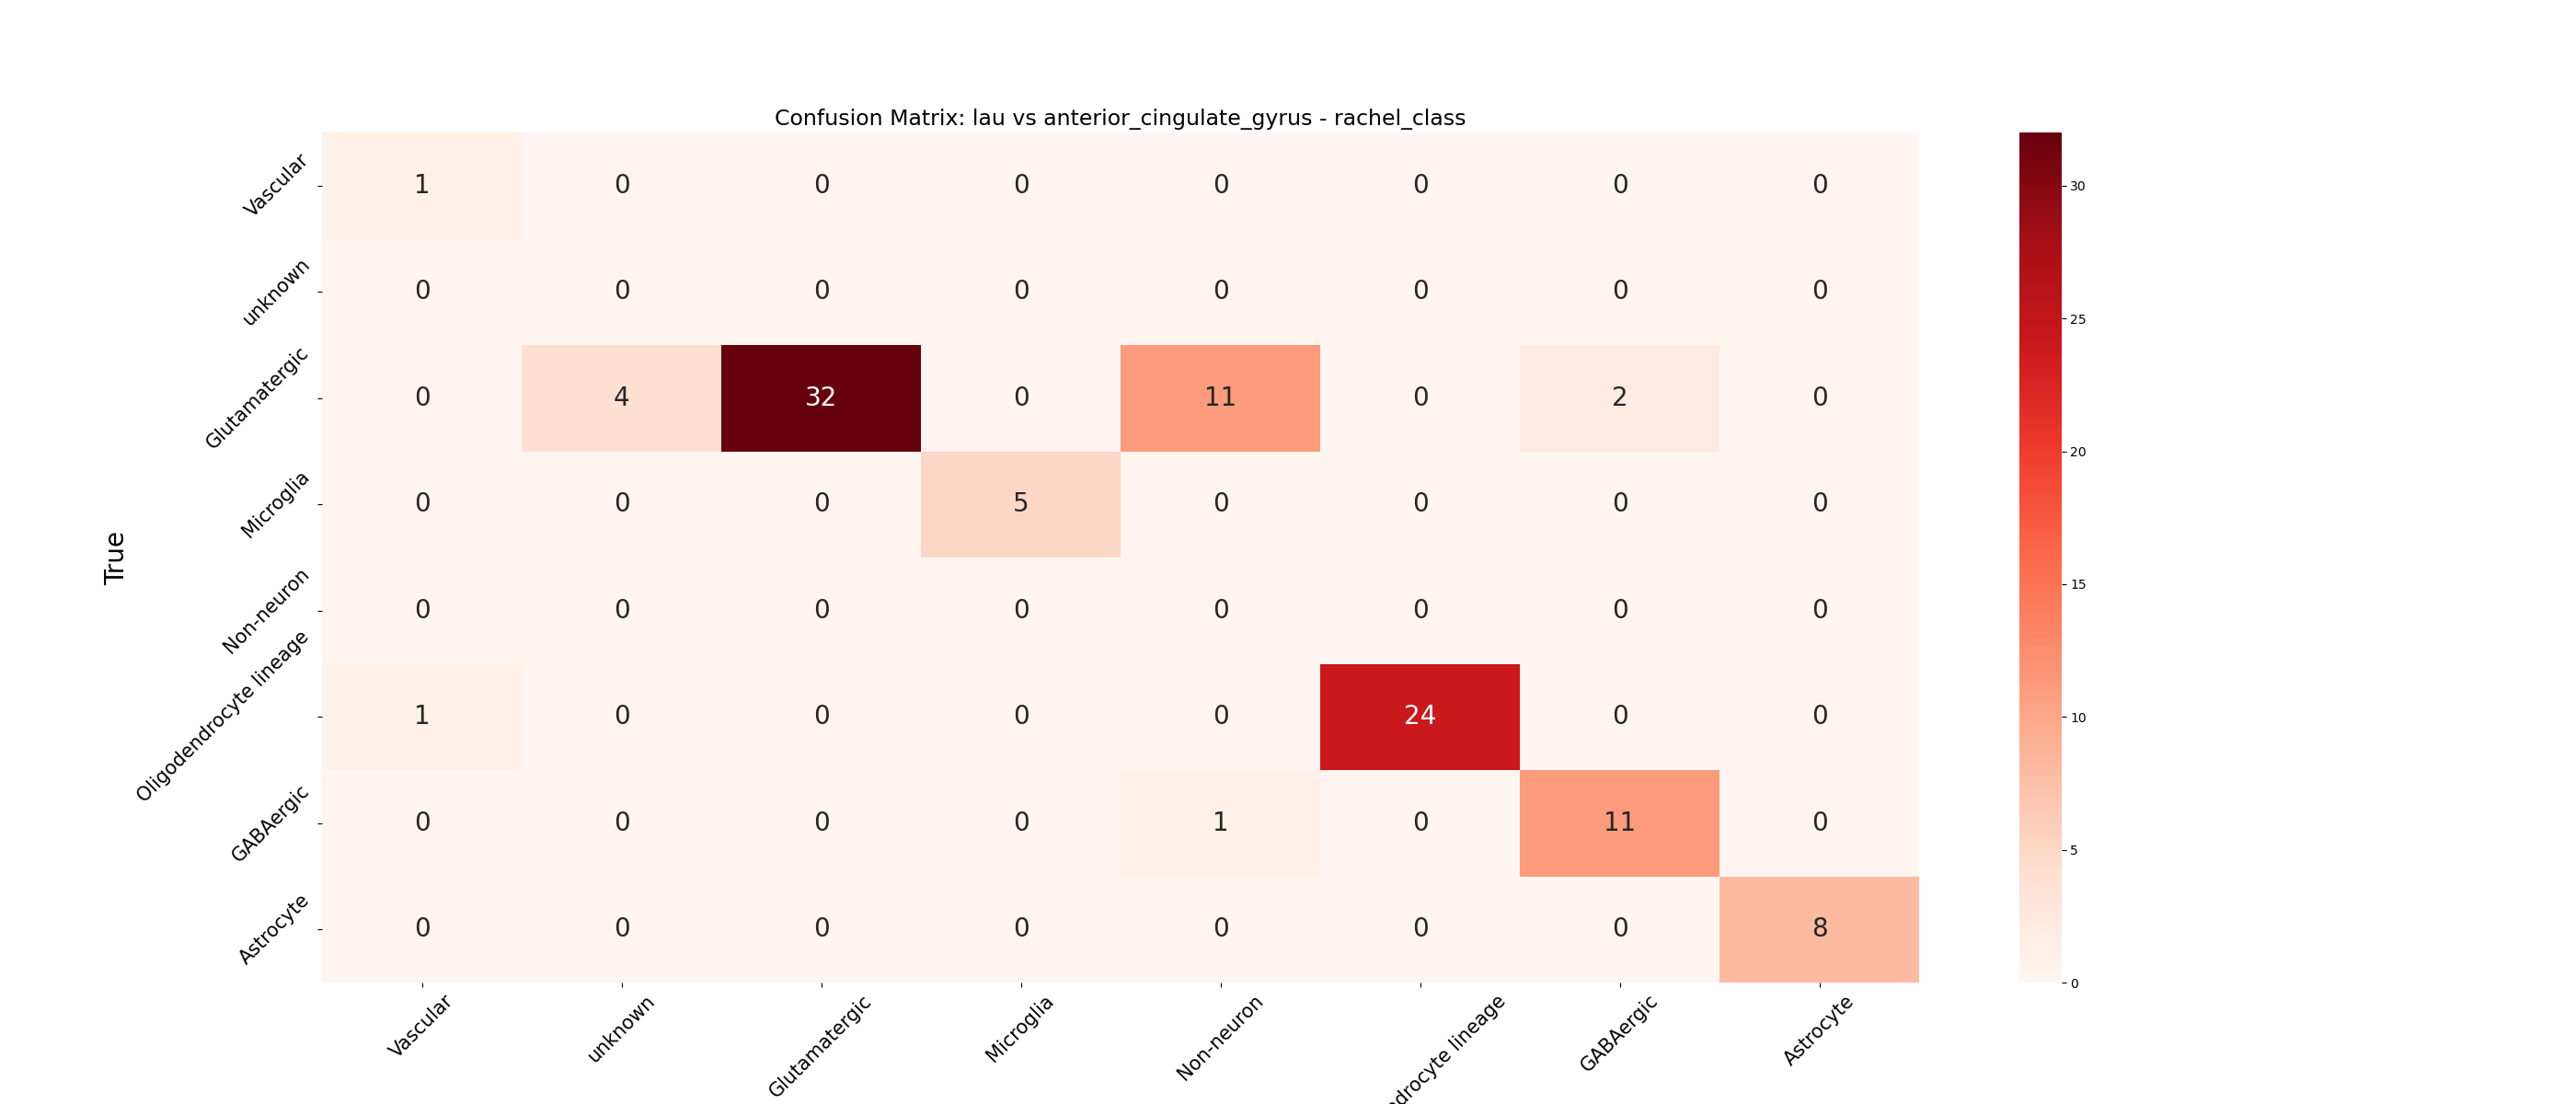 Confusion Matrix: lau vs anterior_cingulate_gyrus - rachel_class
True
Vascular 1 0 0 0 0 0 0 0
unknown 0 0 0 0 0 0 0 0
Glutamatergic 0 4 32 0 11 0 2 0
Microglia 0 0 0 5 0 0 0 0
Non-neuron 0 0 0 0 0 0 0 0
Oligodendrocyte lineage 1 0 0 0 0 24 0 0
GABAergic 0 0 0 0 1 0 11 0
Astrocyte 0 0 0 0 0 0 0 8
Vascular unknown Glutamatergic Microglia Non-neuron lineage GABAergic Astrocyte
30
25
20
15
10
5
0